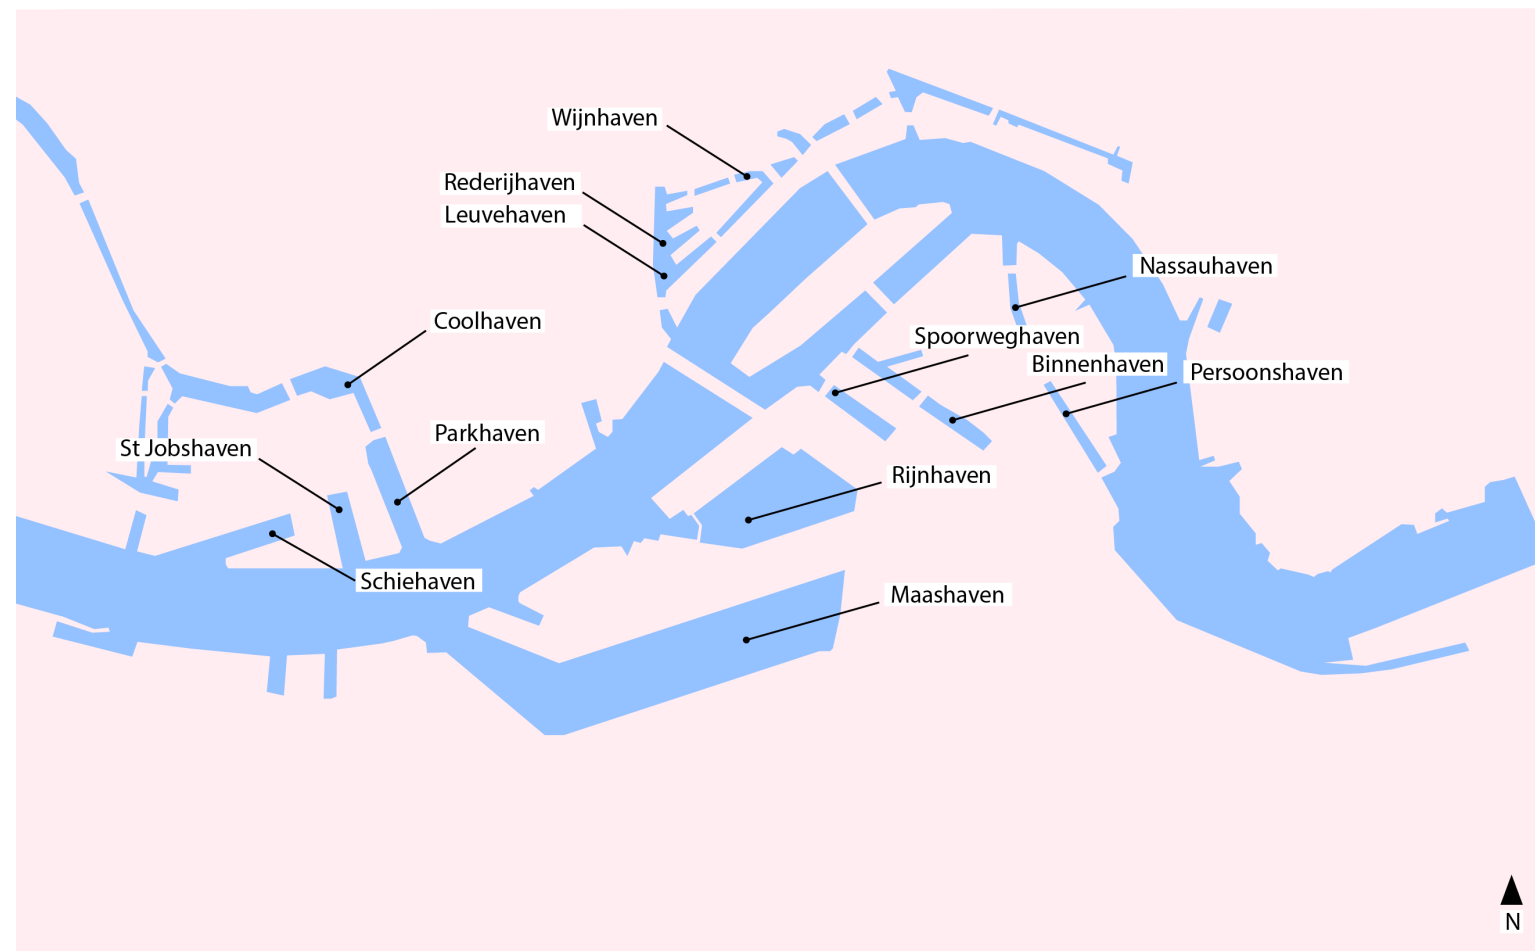 Wijnhaven
Rederijhaven
Leuvehaven
Nassauhaven
Coolhaven
Spoorweghaven
Binnenhaven
Persoonshaven
Parkhaven
St Jobshaven
Rijnhaven
Schiehaven
Maashaven
N